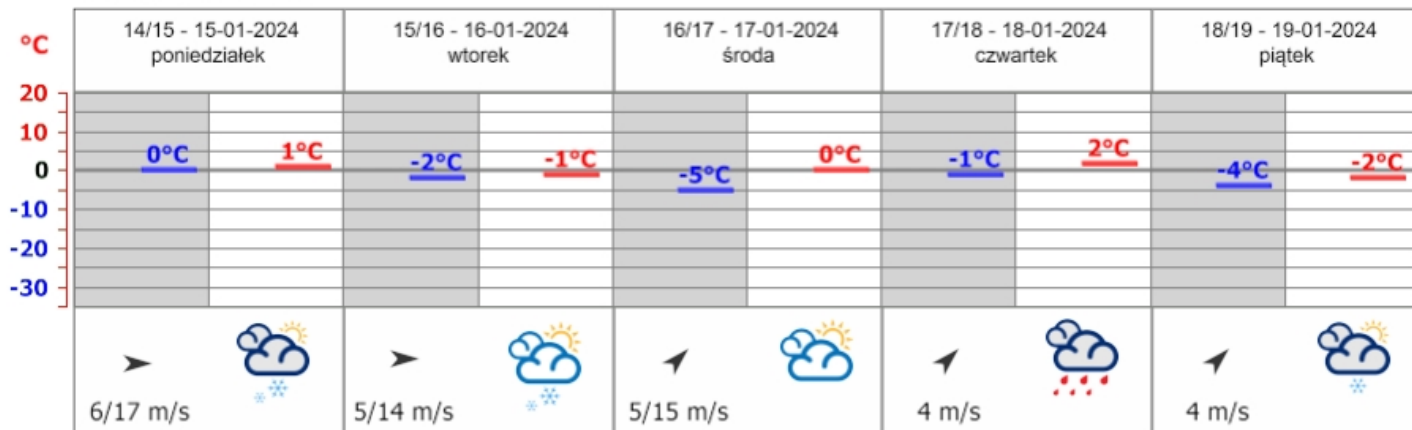 °C
14/15 - 15-01-2024
poniedziałek
15/16 - 16-01-2024
wtorek
16/17 - 17-01-2024
środa
17/18 - 18-01-2024
czwartek
18/19 - 19-01-2024
piątek
20
10
0
-10
-20
-30
0°C 1°C -2°C -1°C -5°C 0°C -1°C 2°C -4°C -2°C
6/17 m/s 5/14 m/s 5/15 m/s 4 m/s 4 m/s